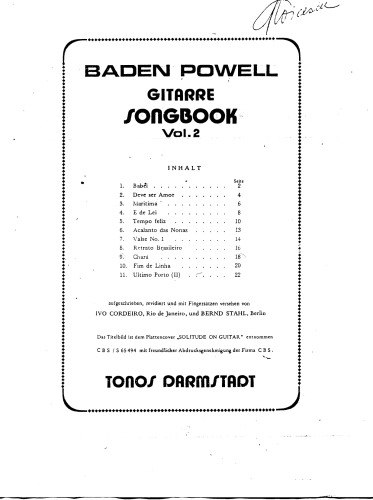 BADEN POWELL
GITARRE
SONGBOOK
Vol. 2
INHALT
Seite
1. Babel . . . . . . . . . . . 2
2. Deve ser Amor . . . . . . . . 4
3. Marítima . . . . . . . . . . 6
4. E de Lei . . . . . . . . . . 8
5. Tempo feliz . . . . . . . . . 10
6. Acalanto das Nonas . . . . . . 13
7. Valse No. 1 . . . . . . . . . 14
8. Retrato Brasileiro . . . . . . . 16
9. Chará . . . . . . . . . . . 18
10. Fim de Linha . . . . . . . . 20
11. Ultimo Porto (II) . . . . . . . 22
aufgeschrieben, revidiert und mit Fingersätzen versehen von
IVO CORDEIRO, Rio de Janeiro, und BERND STAHL, Berlin
Das Titelbild ist dem Plattencover „SOLITUDE ON GUITAR" entnommen
CBS / S 65 494 mit freundlicher Abdruckgenehmigung der Firma CBS.
TONOS DARMSTADT